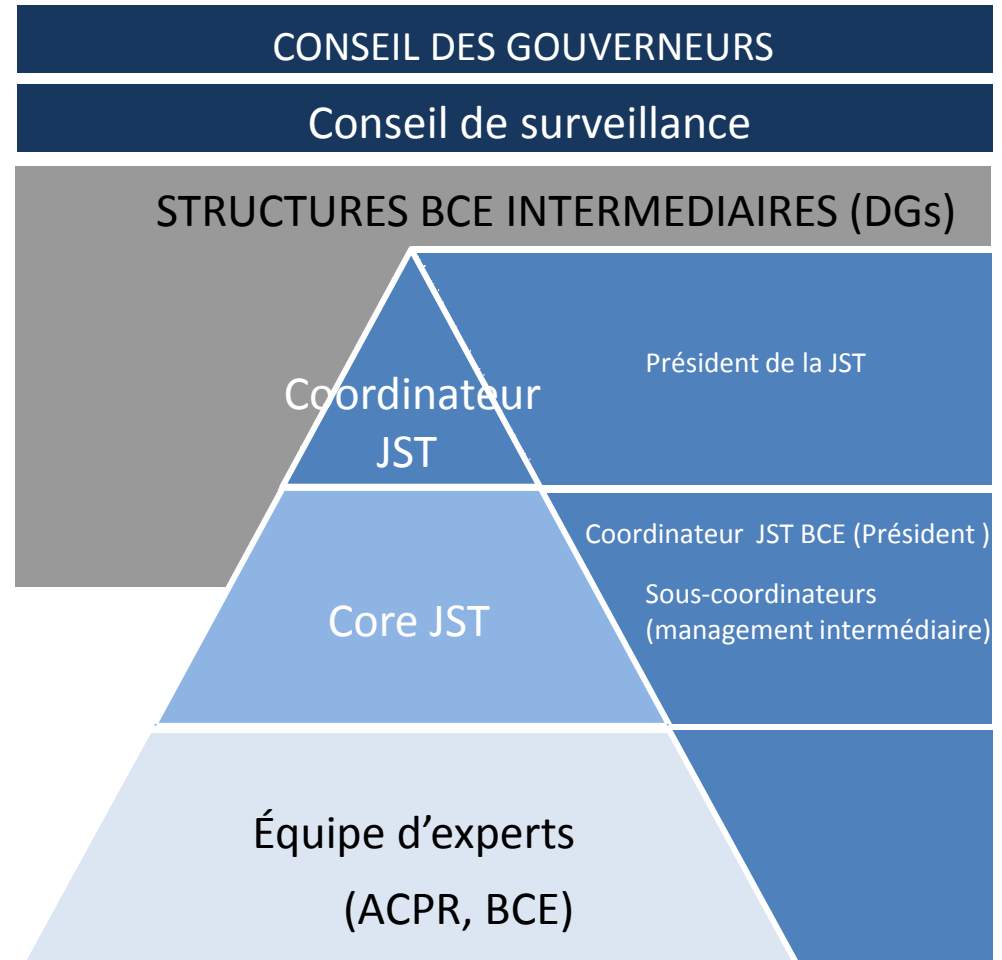 CONSEIL DES GOUVERNEURS
Conseil de surveillance
STRUCTURES BCE INTERMEDIAIRES (DGs)
Président de la JST
Coordinateur
JST
Coordinateur JST BCE (Président )
Sous-coordinateurs
(management intermédiaire)
Core JST
Équipe d’experts
(ACPR, BCE)